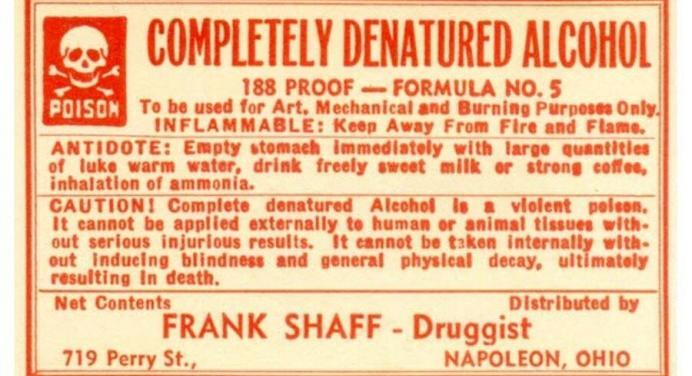 COMPLETELY DENATURED ALCOHOL
POISON
188 PROOF — FORMULA NO. 5
To be used for Art, Mechanical and Burning Purposes Only.
INFLAMMABLE: Keep Away From Fire and Flame.
ANTIDOTE: Empty stomach immediately with large quantities
of luke warm water, drink freely sweet milk or strong coffee,
inhalation of ammonia.
CAUTION! Complete denatured Alcohol is a violent poison.
It cannot be applied externally to human or animal tissues with-
out serious injurious results. It cannot be taken internally with-
out inducing blindness and general physical decay, ultimately
resulting in death.
Net Contents Distributed by
FRANK SHAFF - Druggist
719 Perry St., NAPOLEON, OHIO